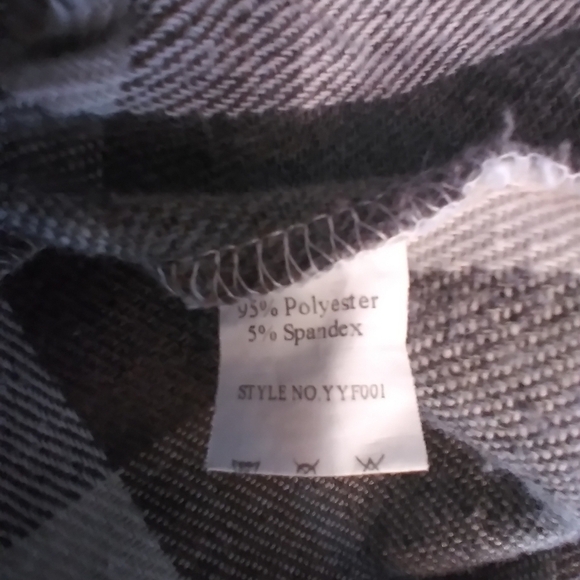 95% Polyester
5% Spandex
STYLE NO.YYF001